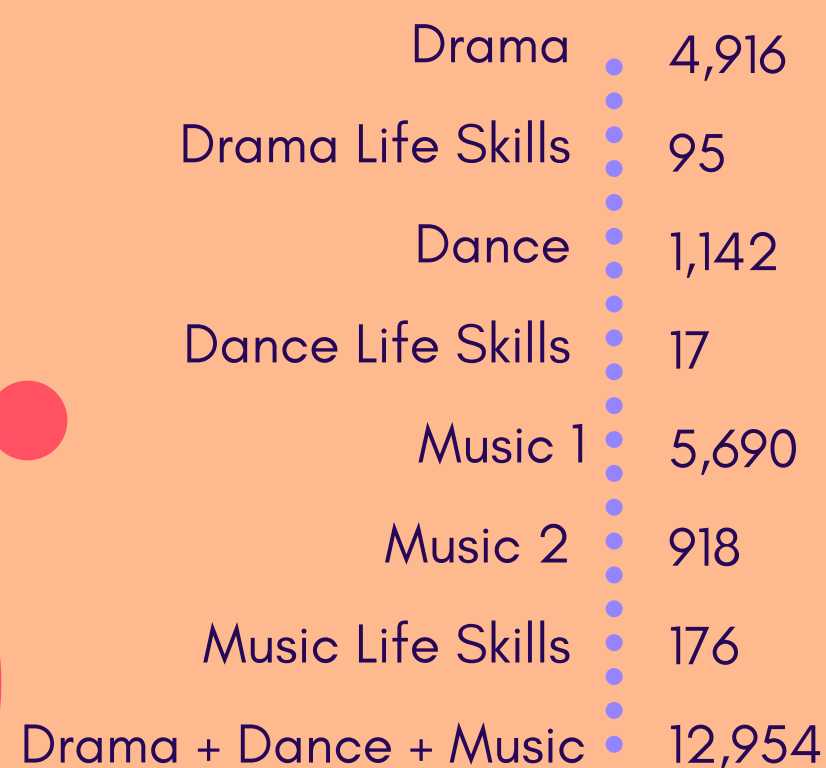 Drama 4,916
Drama Life Skills 95
Dance 1,142
Dance Life Skills 17
Music 1 5,690
Music 2 918
Music Life Skills 176
Drama + Dance + Music 12,954